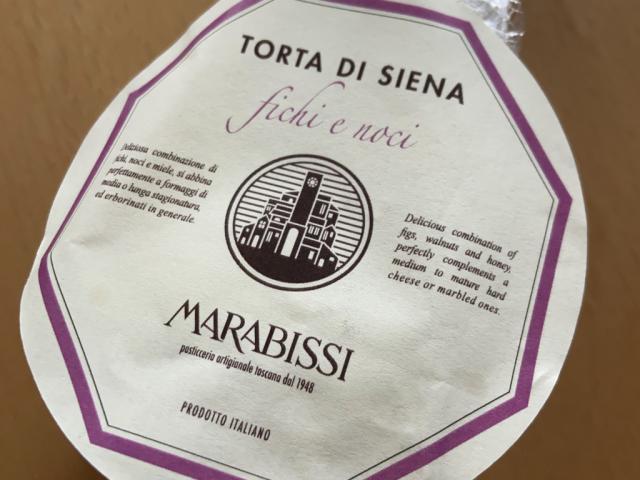 TORTA DI SIENA
fichi e noci
Deliziosa combinazione di
fichi, noci e miele, si abbina
perfettamente a formaggi di
media o lunga stagionatura,
ed erborinati in generale.
Delicious combination of
figs, walnuts and honey,
perfectly complements a
medium to mature hard
cheese or marbled ones.
MARABISSI
pasticceria artigianale toscana dal 1948
PRODOTTO ITALIANO